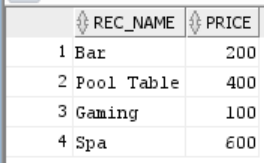 REC_NAME PRICE
1 Bar 200
2 Pool Table 400
3 Gaming 100
4 Spa 600